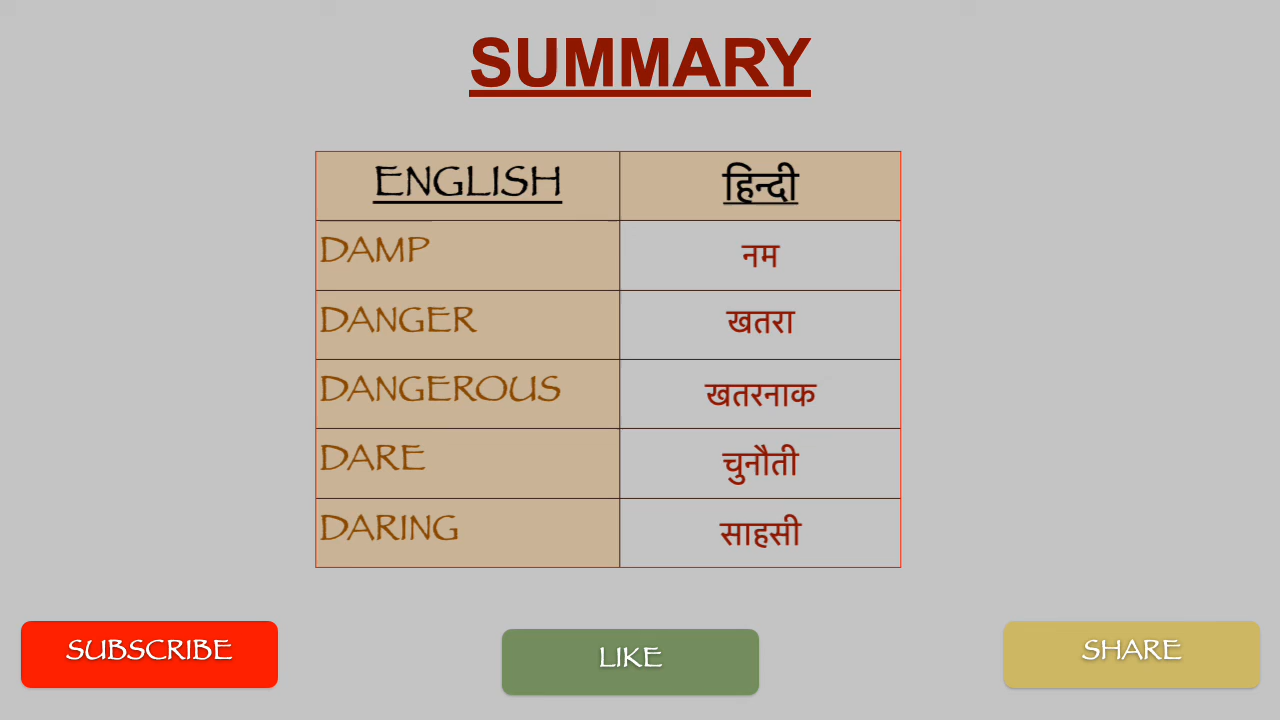 SUMMARY
ENGLISH हिन्दी
DAMP नम
DANGER खतरा
DANGEROUS खतरनाक
DARE चुनौती
DARING साहसी
SUBSCRIBE LIKE SHARE